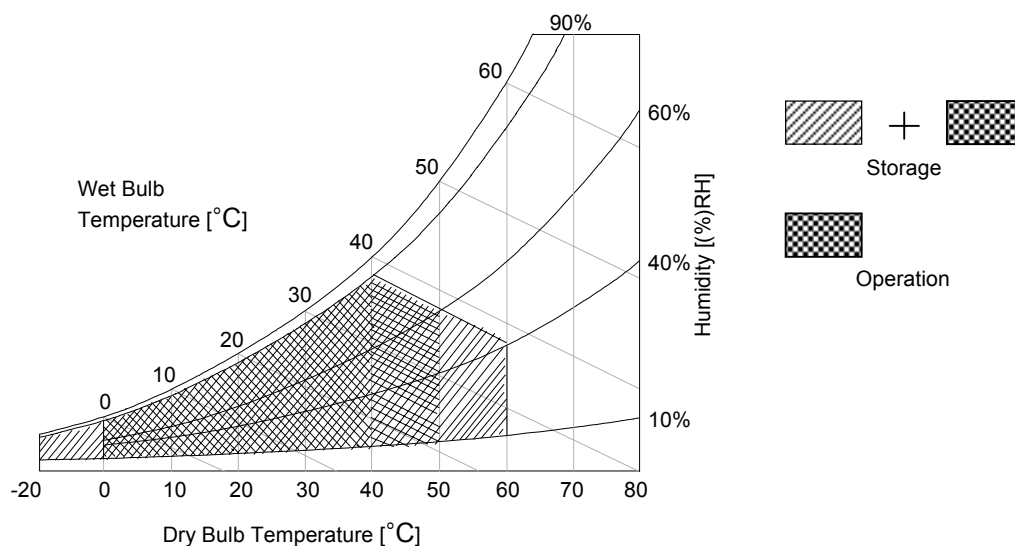 90%
60
60%
50
Wet Bulb
Temperature [°C]
40
30
20
10
0
40%
10%
Humidity [(%)RH]
-20 0 10 20 30 40 50 60 70 80
Dry Bulb Temperature [°C]
+
Storage
Operation